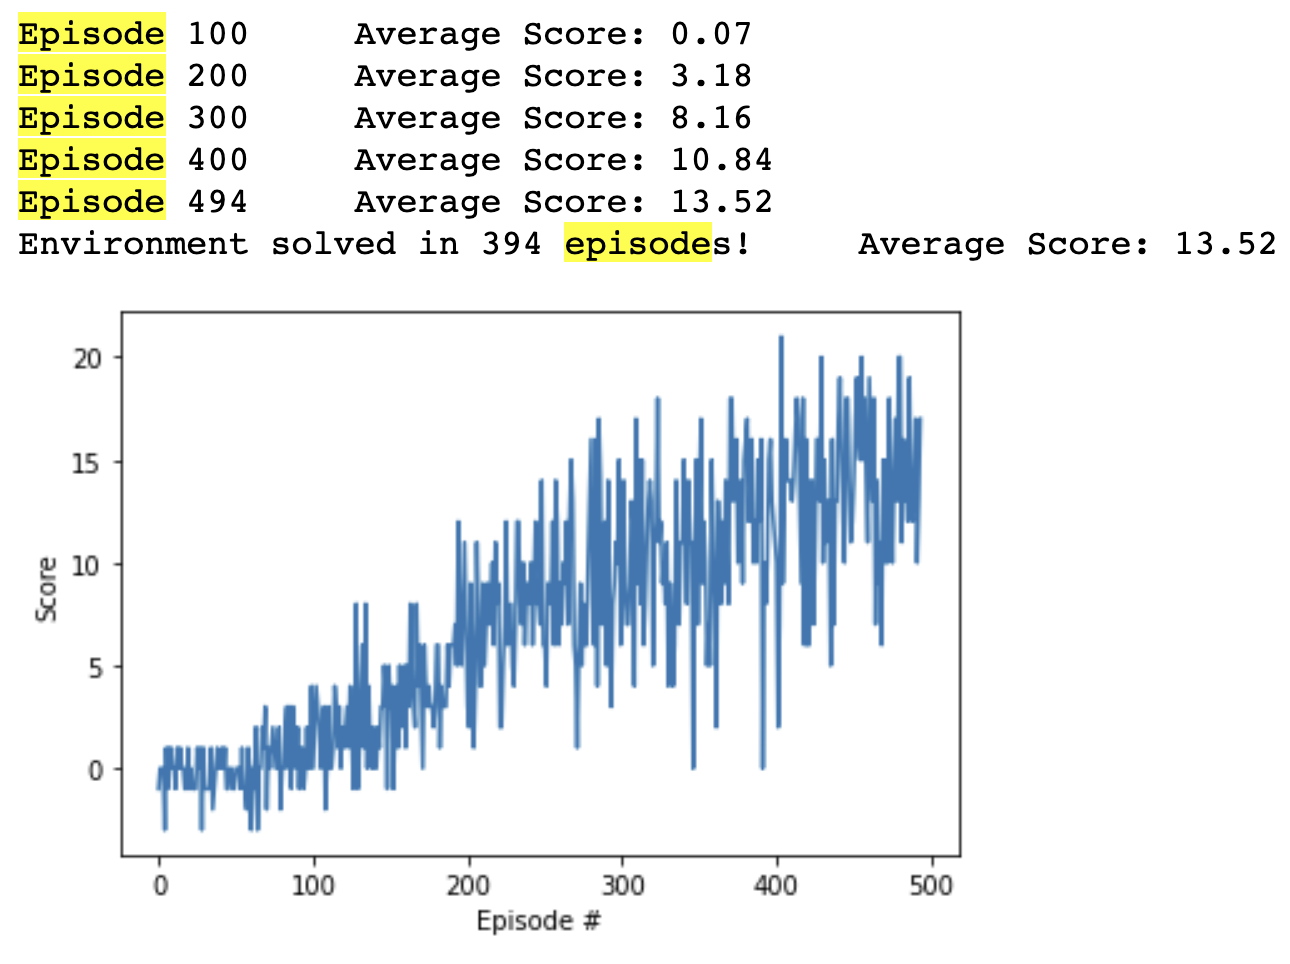 Episode 100	Average Score: 0.07
Episode 200	Average Score: 3.18
Episode 300	Average Score: 8.16
Episode 400	Average Score: 10.84
Episode 494	Average Score: 13.52
Environment solved in 394 episodes!	Average Score: 13.52
20
15
10
5
0
Score
0 100 200 300 400 500
Episode #